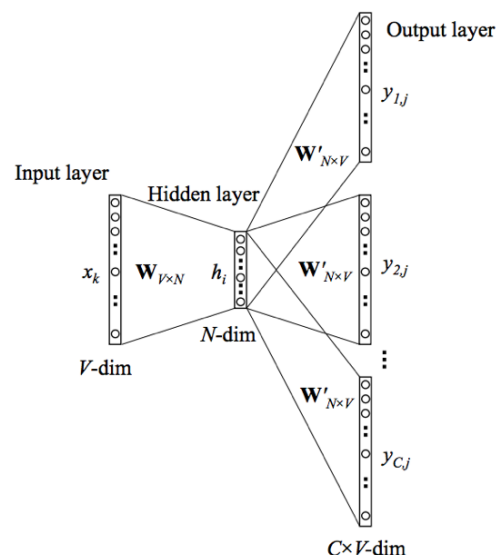 Output layer
y1,j
W'N×V
Input layer
Hidden layer
xk
WV×N
hi
W'N×V
y2,j
N-dim
V-dim
W'N×V
yC,j
C×V-dim